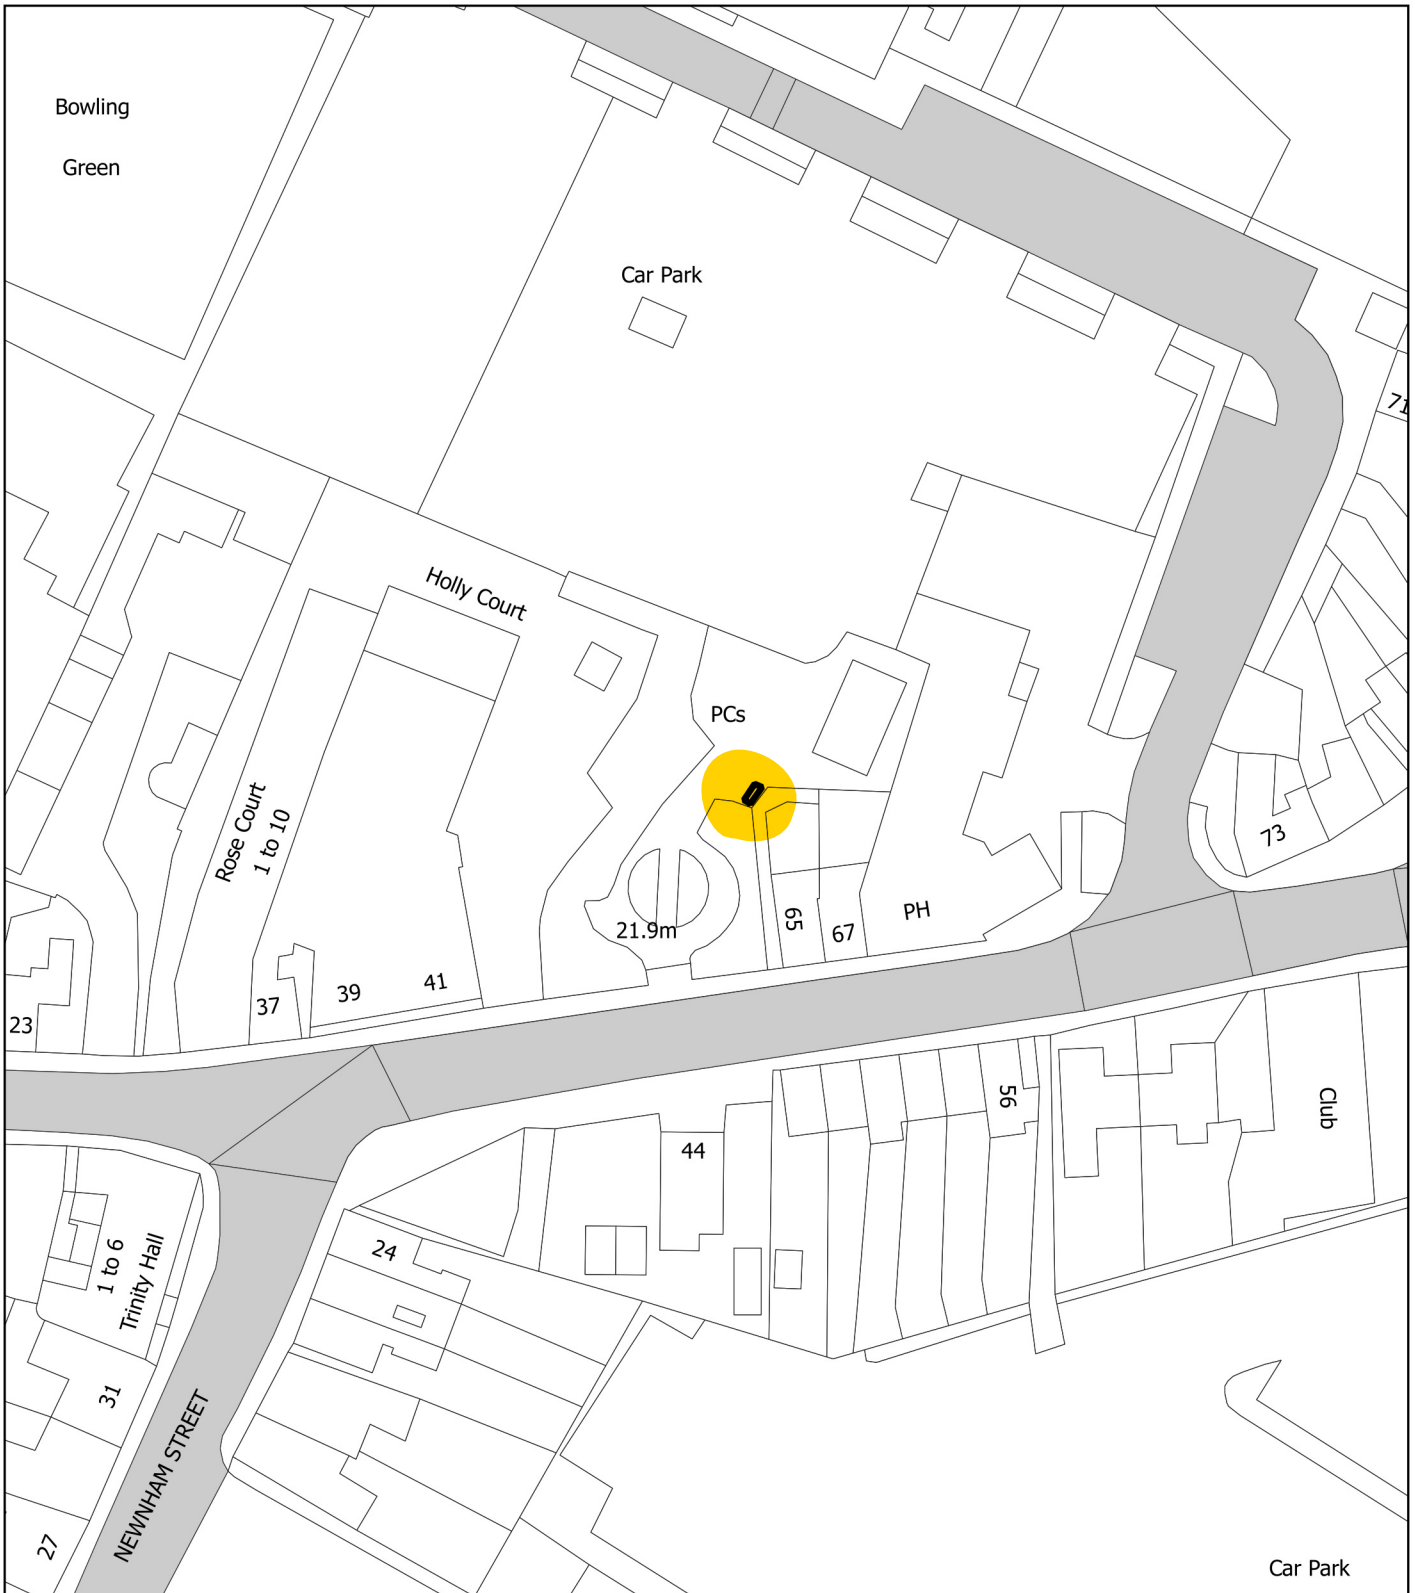 Bowling
Green
Car Park
71
Holly Court
PCs
Rose Court
1 to 10
73
65
67
PH
21.9m
41
39
37
23
56
Club
44
24
1 to 6
Trinity Hall
31
NEWNHAM STREET
27
Car Park